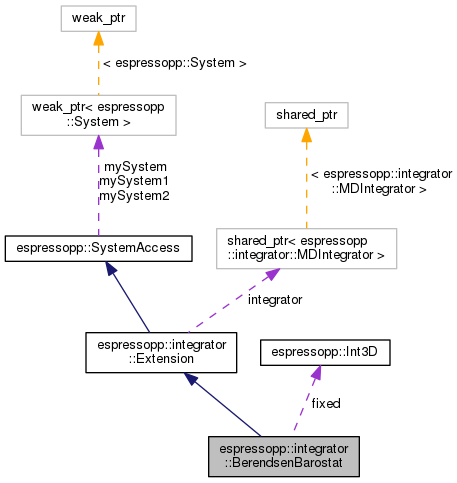 weak_ptr
< espressopp::System >
weak_ptr< espressopp
::System >
shared_ptr
mySystem
mySystem1
mySystem2
< espressopp::integrator
::MDIntegrator >
espressopp::SystemAccess
shared_ptr< espressopp
::integrator::MDIntegrator >
integrator
espressopp::integrator
::Extension
espressopp::Int3D
fixed
espressopp::integrator
::BerendsenBarostat